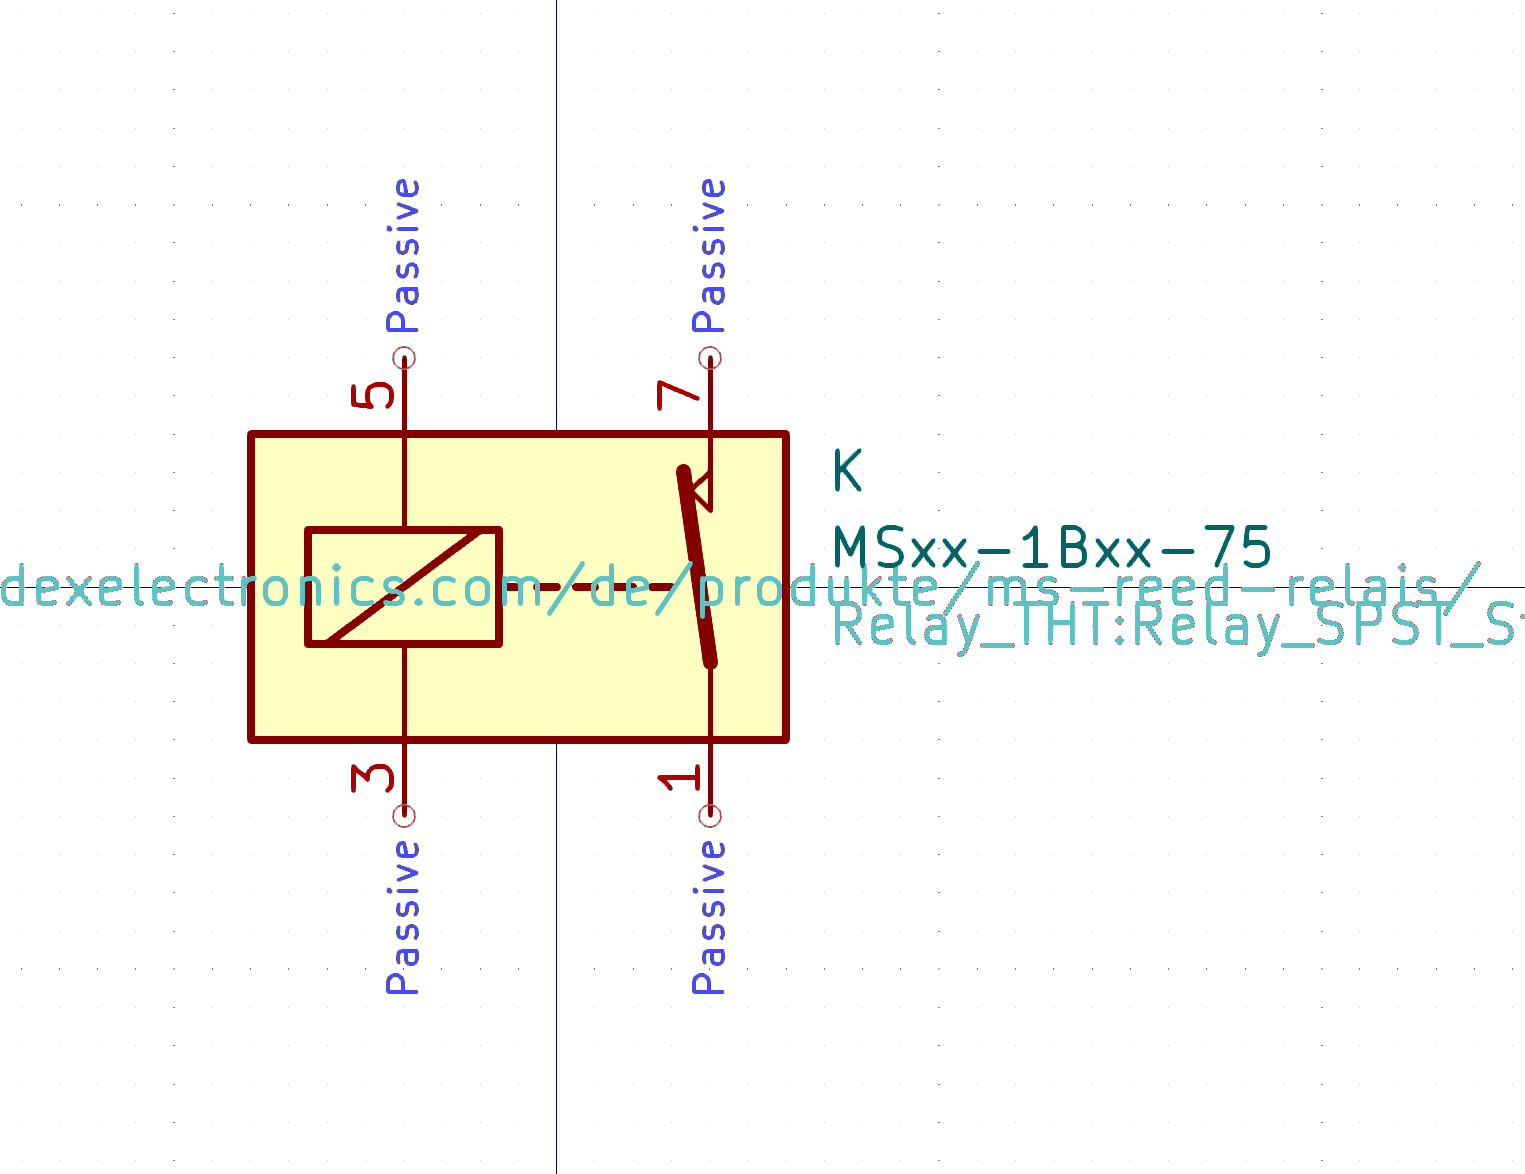 Passive
Passive
5
7
K
MSxx-1Bxx-75
dexelectronics.com/de/produkte/ms-reed-relais/
Relay_THT:Relay_SPST_S
3
1
Passive
Passive